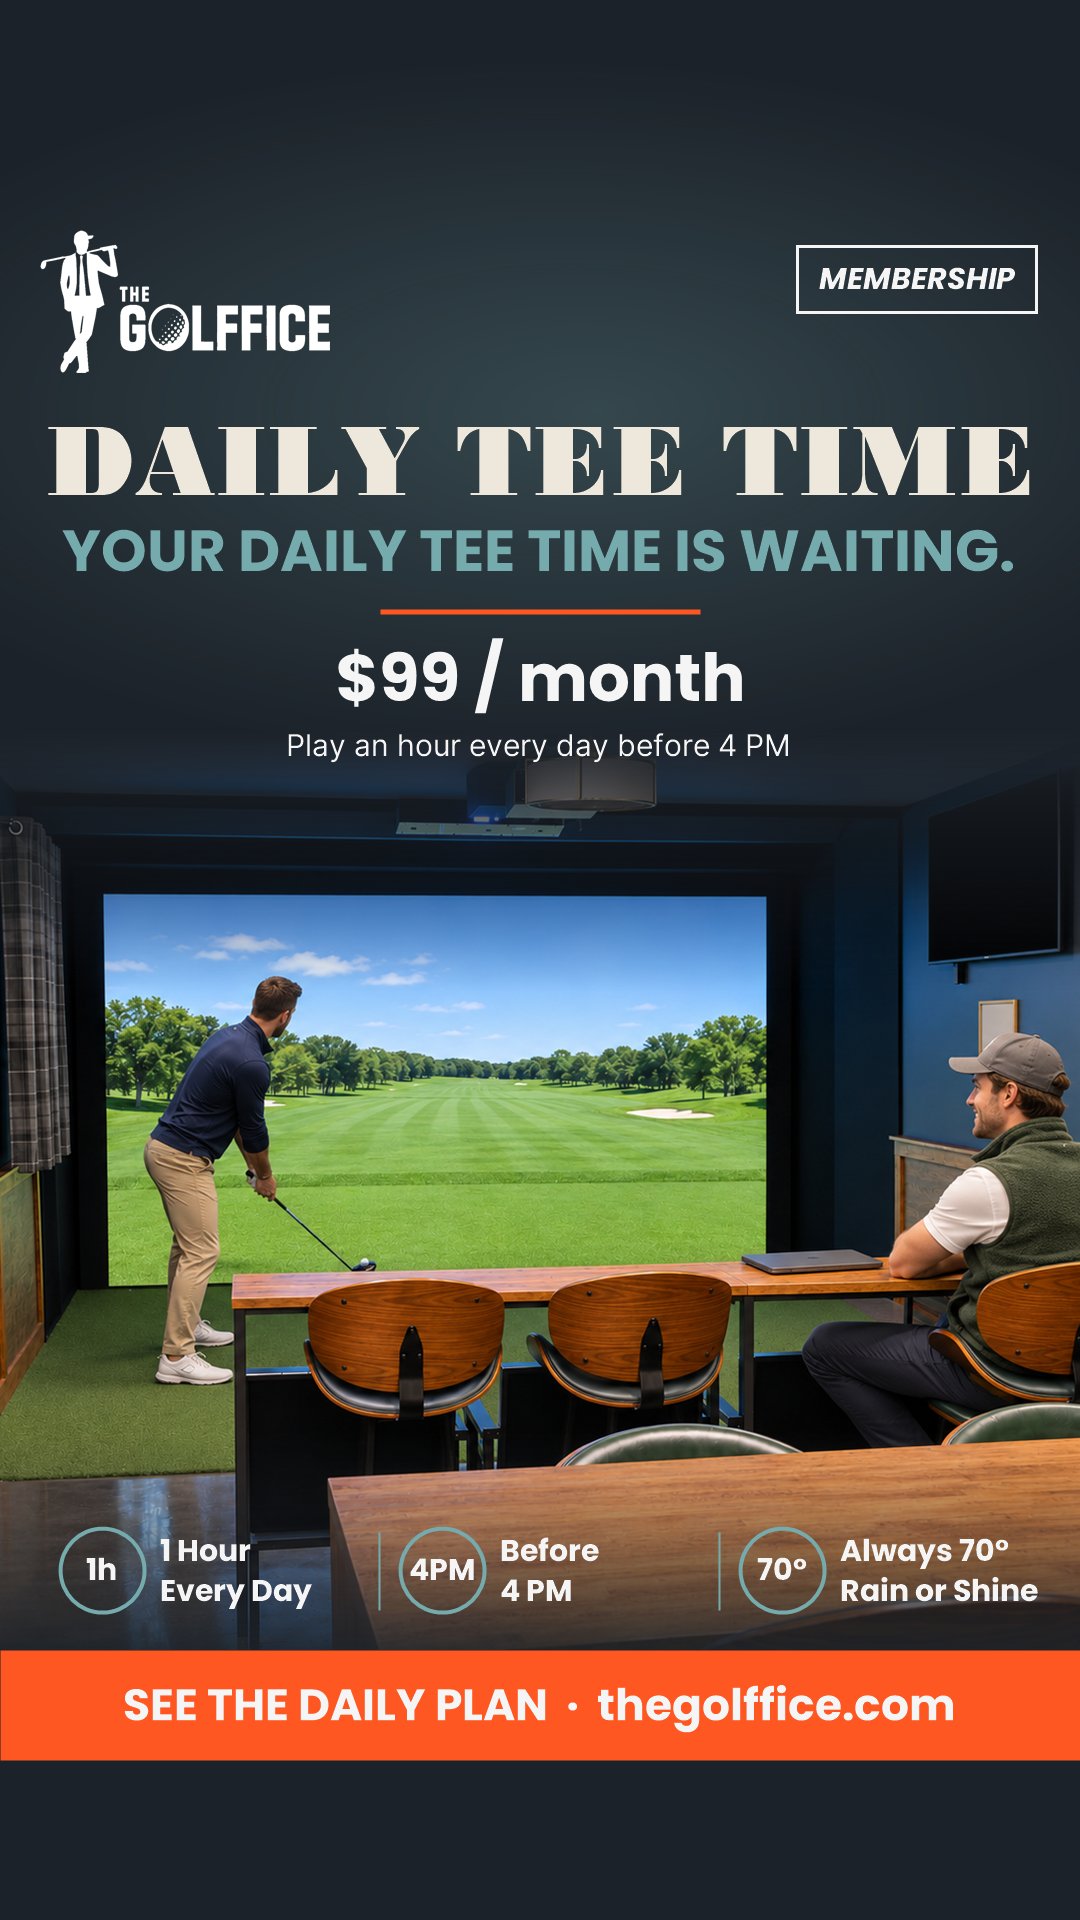 THE
GOLFFICE
MEMBERSHIP
DAILY TEE TIME
YOUR DAILY TEE TIME IS WAITING.
$99 / month
Play an hour every day before 4 PM
1h
1 Hour
Every Day
4PM
Before
4 PM
70°
Always 70°
Rain or Shine
SEE THE DAILY PLAN · thegolffice.com